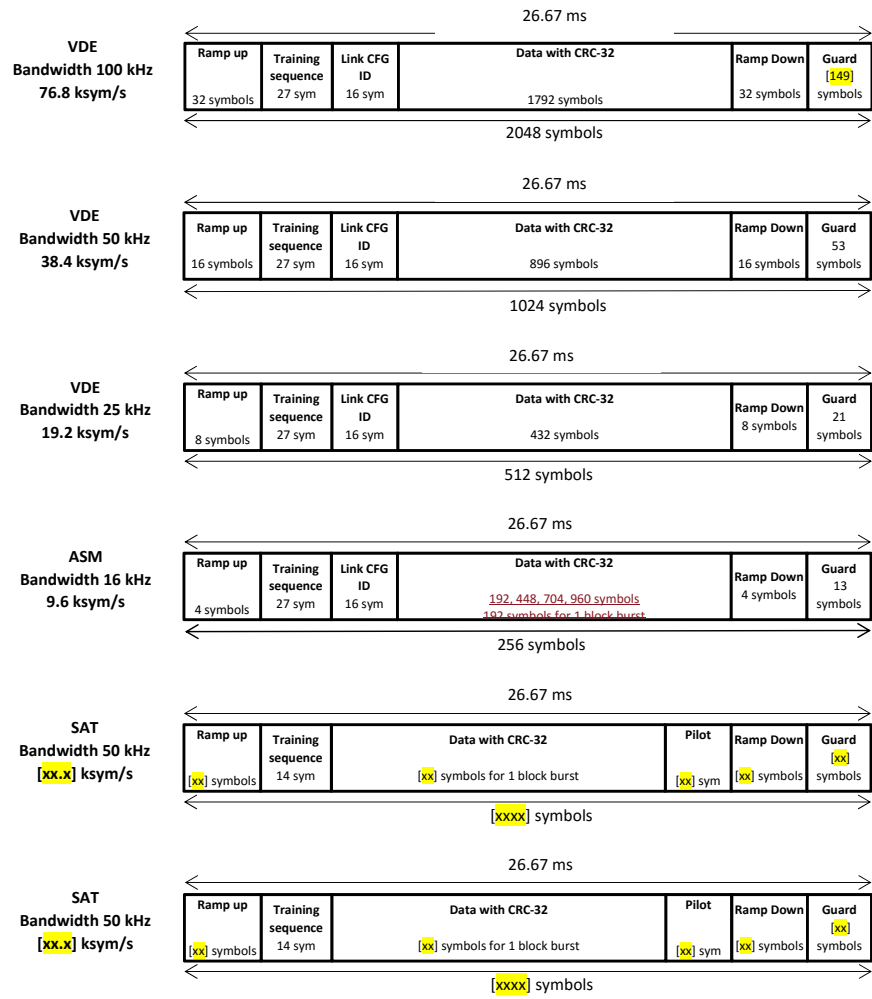 26.67 ms
VDE
Bandwidth 100 kHz
76.8 ksym/s
Ramp up
32 symbols
Training
sequence
27 sym
Link CFG
ID
16 sym
Data with CRC-32
1792 symbols
Ramp Down
32 symbols
Guard
[149]
symbols
2048 symbols
26.67 ms
VDE
Bandwidth 50 kHz
38.4 ksym/s
Ramp up
16 symbols
Training
sequence
27 sym
Link CFG
ID
16 sym
Data with CRC-32
896 symbols
Ramp Down
16 symbols
Guard
53
symbols
1024 symbols
26.67 ms
VDE
Bandwidth 25 kHz
19.2 ksym/s
Ramp up
8 symbols
Training
sequence
27 sym
Link CFG
ID
16 sym
Data with CRC-32
432 symbols
Ramp Down
8 symbols
Guard
21
symbols
512 symbols
26.67 ms
ASM
Bandwidth 16 kHz
9.6 ksym/s
Ramp up
4 symbols
Training
sequence
27 sym
Link CFG
ID
16 sym
Data with CRC-32
192, 448, 704, 960 symbols
192 symbols for 1 block burst
Ramp Down
4 symbols
Guard
13
symbols
256 symbols
26.67 ms
SAT
Bandwidth 50 kHz
[xx.x] ksym/s
Ramp up
[xx] symbols
Training
sequence
14 sym
Data with CRC-32
[xx] symbols for 1 block burst
Pilot
[xx] sym
Ramp Down
[xx] symbols
Guard
[xx]
symbols
[xxxx] symbols
26.67 ms
SAT
Bandwidth 50 kHz
[xx.x] ksym/s
Ramp up
[xx] symbols
Training
sequence
14 sym
Data with CRC-32
[xx] symbols for 1 block burst
Pilot
[xx] sym
Ramp Down
[xx] symbols
Guard
[xx]
symbols
[xxxx] symbols